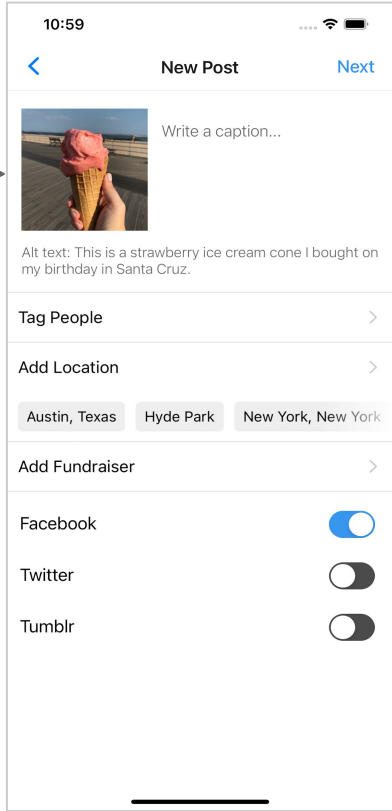 10:59
New Post
Next
Write a caption...
Alt text: This is a strawberry ice cream cone I bought on
my birthday in Santa Cruz.
Tag People
Add Location
Austin, Texas
Hyde Park
New York, New York
Add Fundraiser
Facebook
Twitter
Tumblr